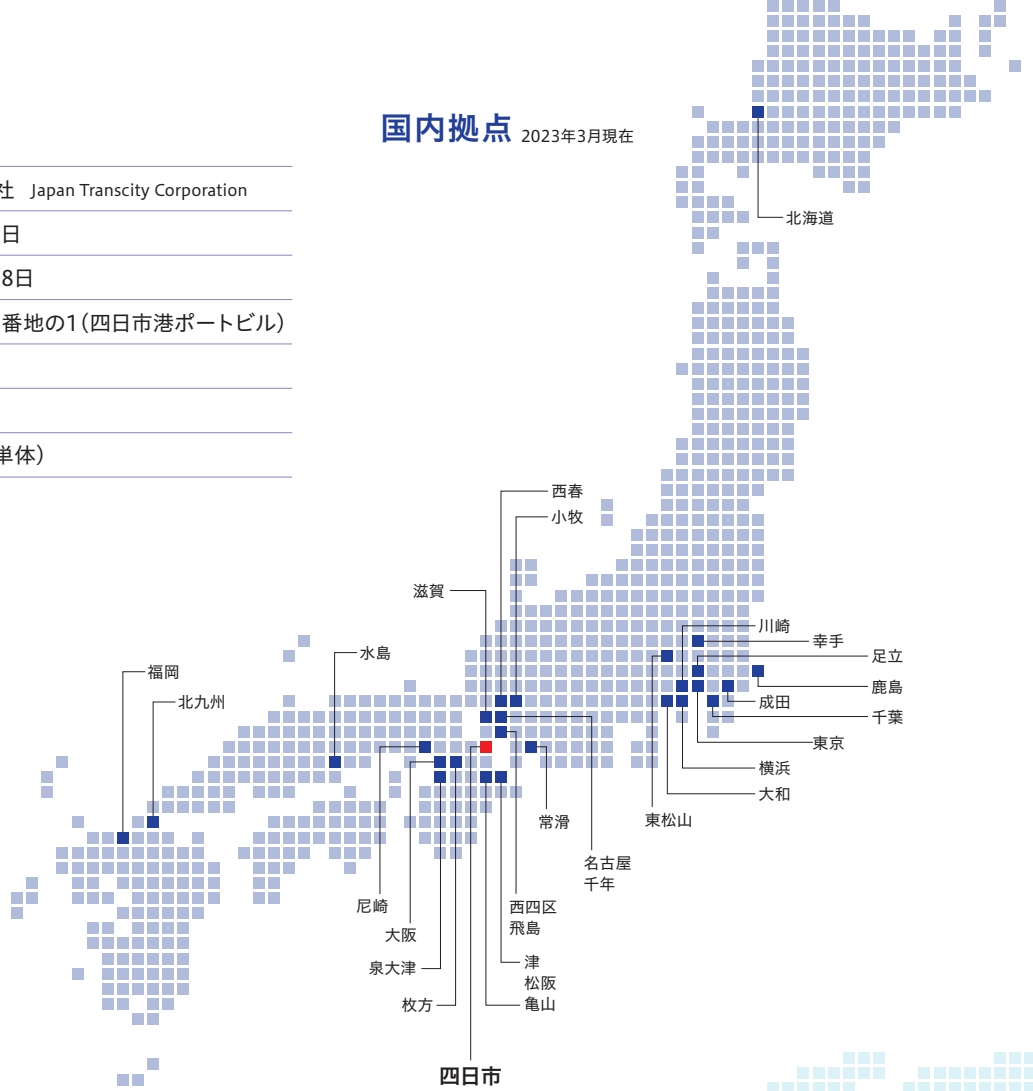 国内拠点 2023年3月現在
社 Japan Transcity Corporation
日
8日
番地の1（四日市港ポートビル）
単体）
北海道
西春
小牧
滋賀
水島
福岡
北九州
川崎
幸手
足立
鹿島
成田
千葉
東京
横浜
大和
東松山
常滑
名古屋
千年
西四区
飛島
尼崎
大阪
泉大津
津
松阪
枚方
亀山
四日市